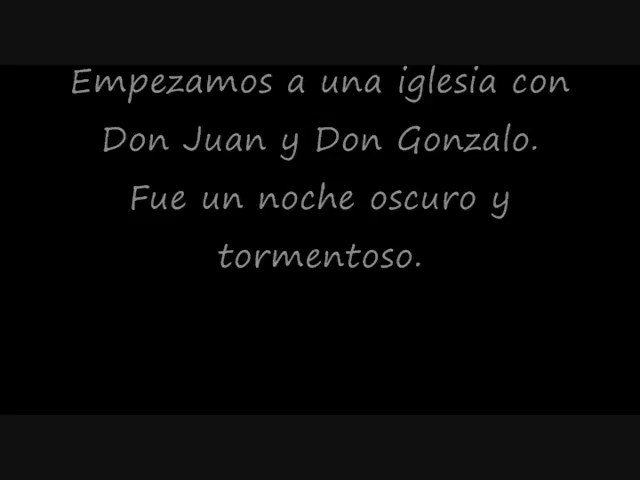 Empezamos a una iglesia con
Don Juan y Don Gonzalo.
Fue un noche oscuro y
tormentoso.